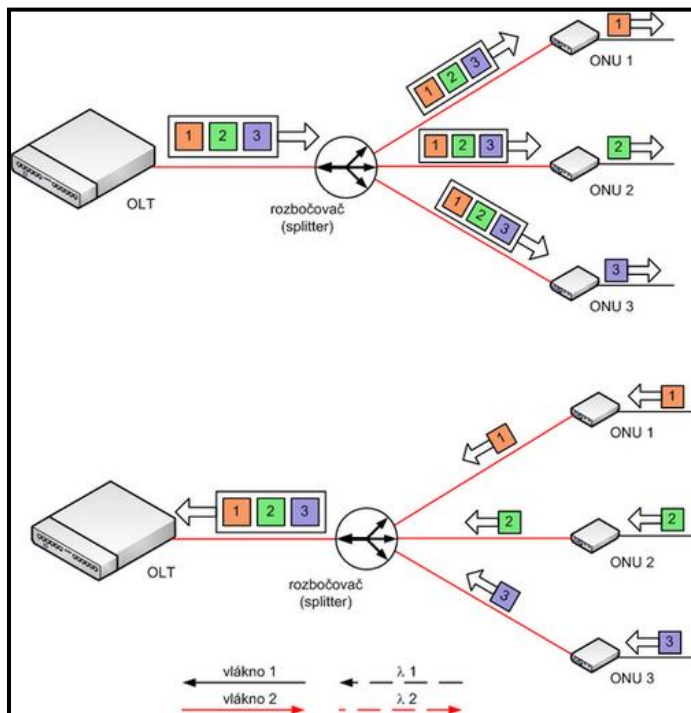 1
ONU 1
1 2 3
1 2 3
OLT
rozbočovač
(splitter)
1 2 3
2
ONU 2
1 2 3
3
ONU 3
1
ONU 1
1
1 2 3
OLT
rozbočovač
(splitter)
2
2
ONU 2
3
3
ONU 3
vlákno 1
λ 1
vlákno 2
λ 2